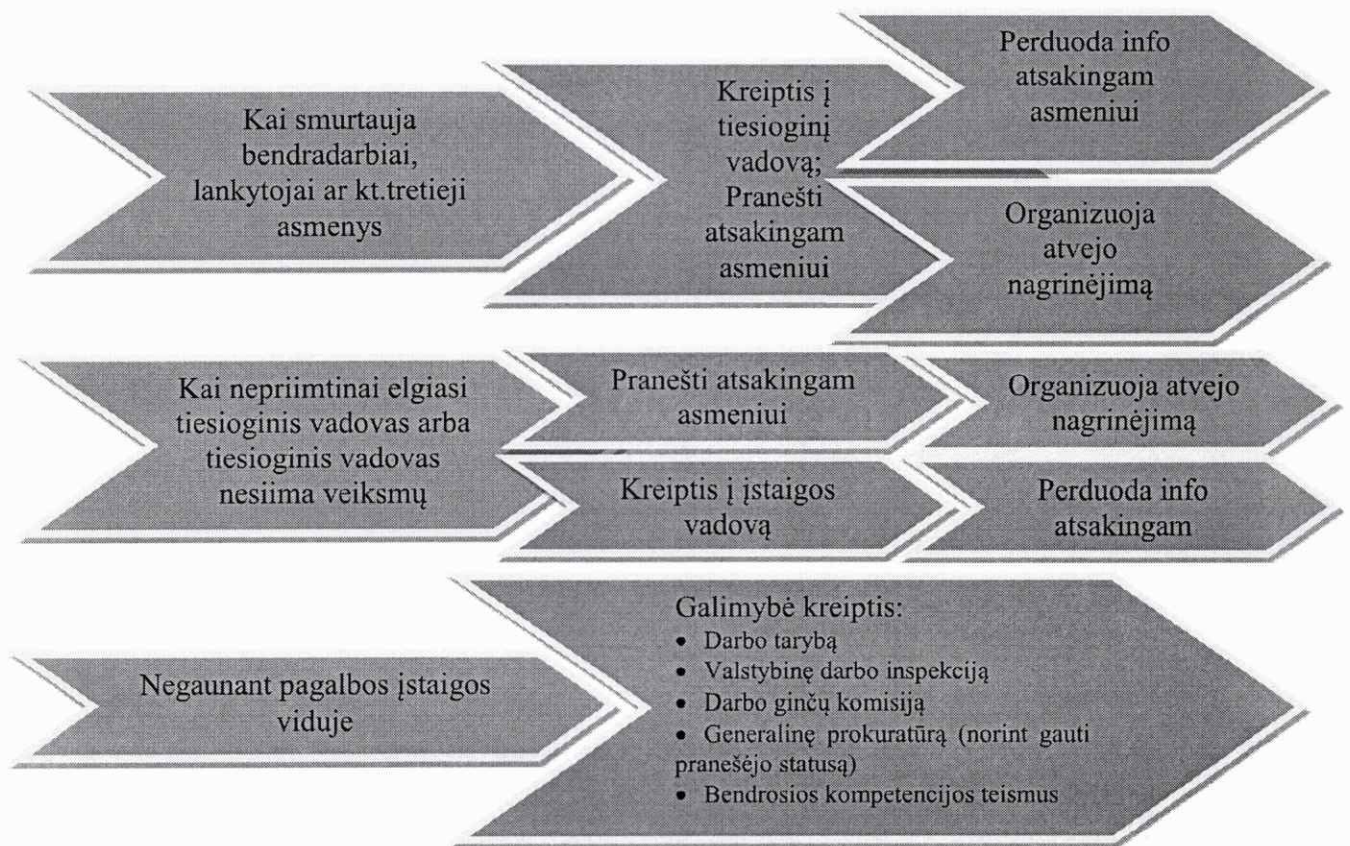 Kai smurtauja
bendradarbiai,
lankytojai ar kt.tretieji
asmenys
Kreiptis į
tiesioginį
vadovą;
Pranešti
atsakingam
asmeniui
Perduoda info
atsakingam
asmeniui
Organizuoja
atvejo
nagrinėjimą
Kai nepriimtinai elgiasi
tiesioginis vadovas arba
tiesioginis vadovas
nesiima veiksmų
Pranešti atsakingam
asmeniui
Organizuoja atvejo
nagrinėjimą
Kreiptis į įstaigos
vadovą
Perduoda info
atsakingam
Negaunant pagalbos įstaigos
viduje
Galimybė kreiptis:
• Darbo tarybą
• Valstybinę darbo inspekciją
• Darbo ginčų komisiją
• Generalinę prokuratūrą (norint gauti
pranešėjo statusą)
• Bendrosios kompetencijos teismus